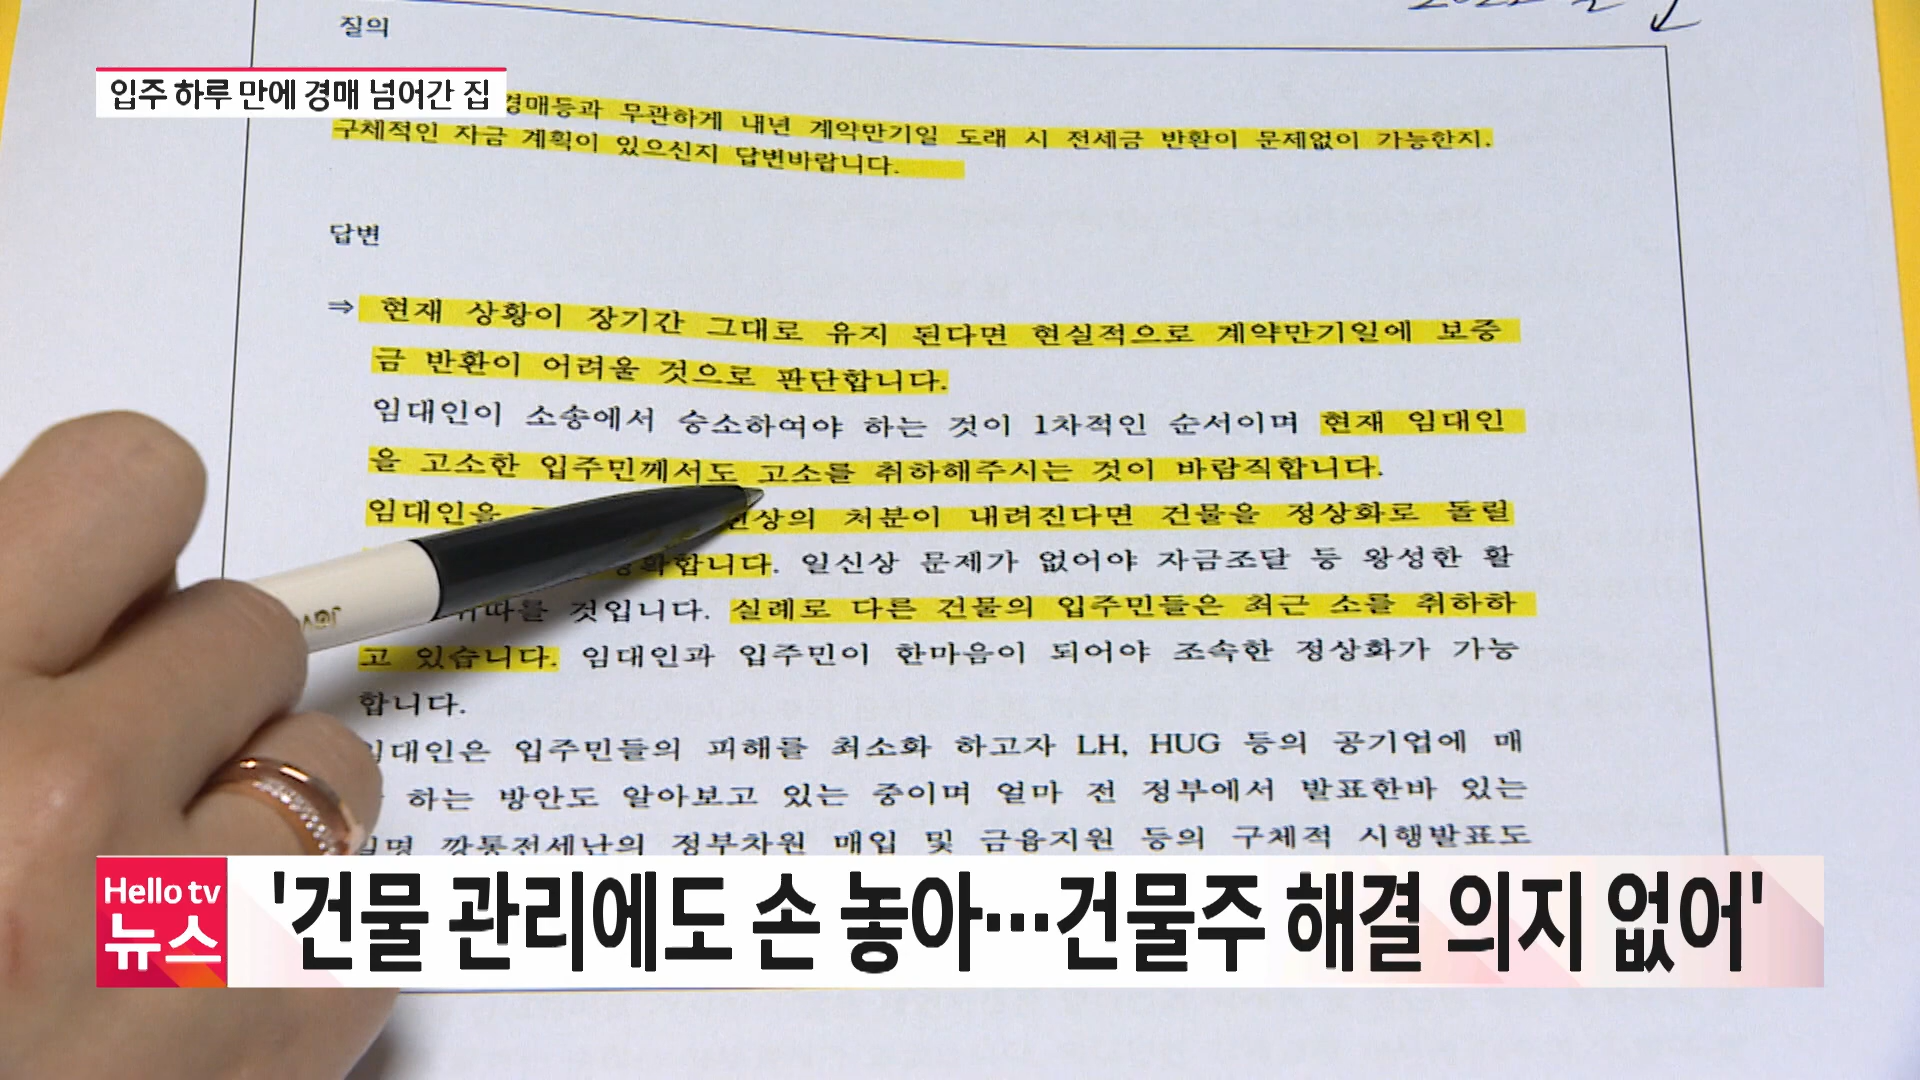 질의
입주 하루 만에 경매 넘어간 집
경매등과 무관하게 내년 계약만기일 도래 시 전세금 반환이 문제없이 가능한지.
구체적인 자금 계획이 있으신지 답변바랍니다.
답변
⇒ 현재 상황이 장기간 그대로 유지 된다면 현실적으로 계약만기일에 보증
금 반환이 어려울 것으로 판단합니다.
임대인이 소송에서 승소하여야 하는 것이 1차적인 순서이며 현재 임대인
을 고소한 입주민께서도 고소를 취하해주시는 것이 바람직합니다.
임대인을 처분이 내려진다면 건물을 정상화로 돌릴
일신상 문제가 없어야 자금조달 등 왕성한 활
것입니다. 실례로 다른 건물의 입주민들은 최근 소를 취하하
고 있습니다. 임대인과 입주민이 한마음이 되어야 조속한 정상화가 가능
합니다.
임대인은 입주민들의 피해를 최소화 하고자 LH, HUG 등의 공기업에 매
하는 방안도 알아보고 있는 중이며 얼마 전 정부에서 발표한바 있는
일명 깡통전세난의 정부차원 매입 및 금융지원 등의 구체적 시행발표도
Hello tv
뉴스
'건물 관리에도 손 놓아…건물주 해결 의지 없어'